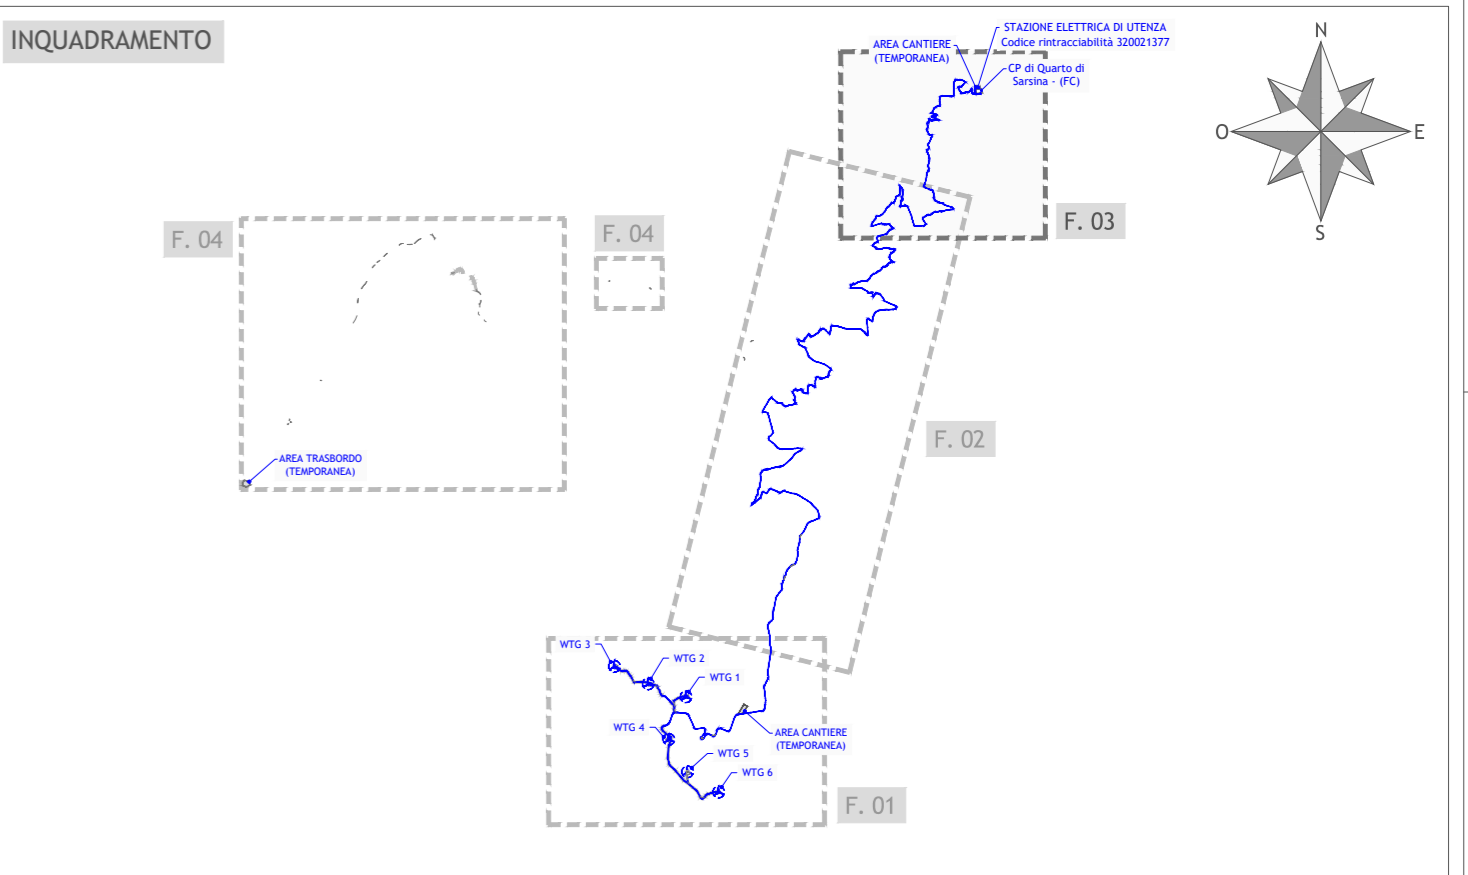 INQUADRAMENTO
STAZIONE ELETTRICA DI UTENZA
Codice rintracciabilità 320021377
AREA CANTIERE
(TEMPORANEA)
CP di Quarto di
Sarsina - (FC)
N
O
E
S
F. 03
F. 04
F. 04
AREA TRASBORDO
(TEMPORANEA)
F. 02
WTG 3
WTG 2
WTG 1
WTG 4
AREA CANTIERE
(TEMPORANEA)
WTG 5
WTG 6
F. 01